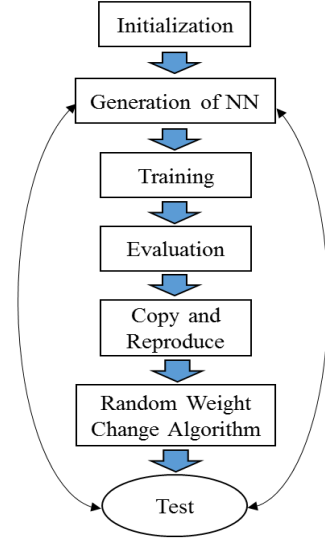 Initialization
Generation of NN
Training
Evaluation
Copy and
Reproduce
Random Weight
Change Algorithm
Test